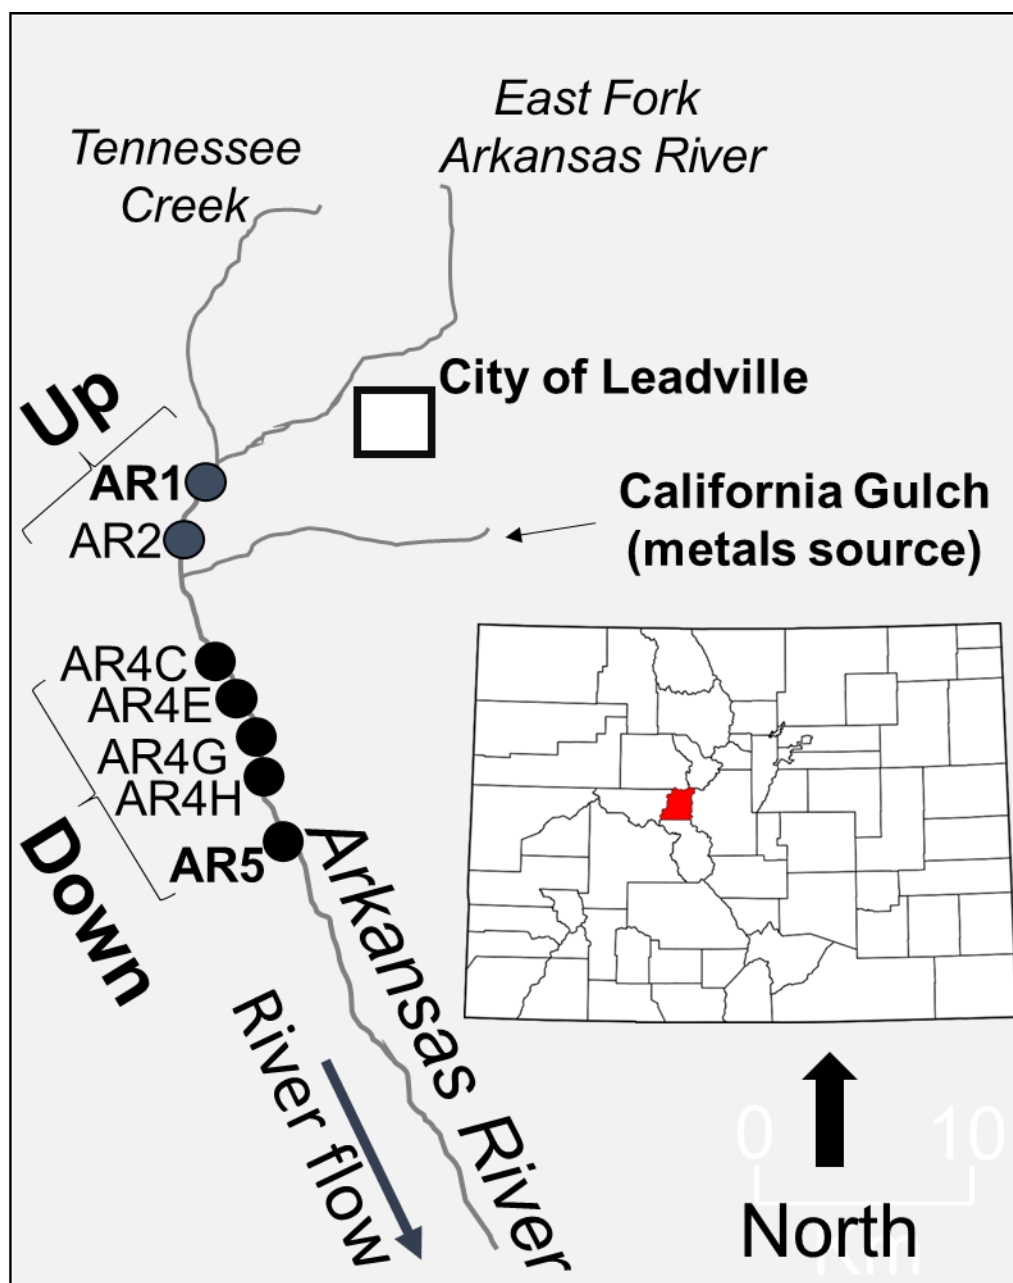 East Fork
Arkansas River
Tennessee
Creek
City of Leadville
Up
AR1
California Gulch
(metals source)
AR2
AR4C
AR4E
AR4G
AR4H
AR5
Down
Arkansas River
River flow
0 10
North
Km